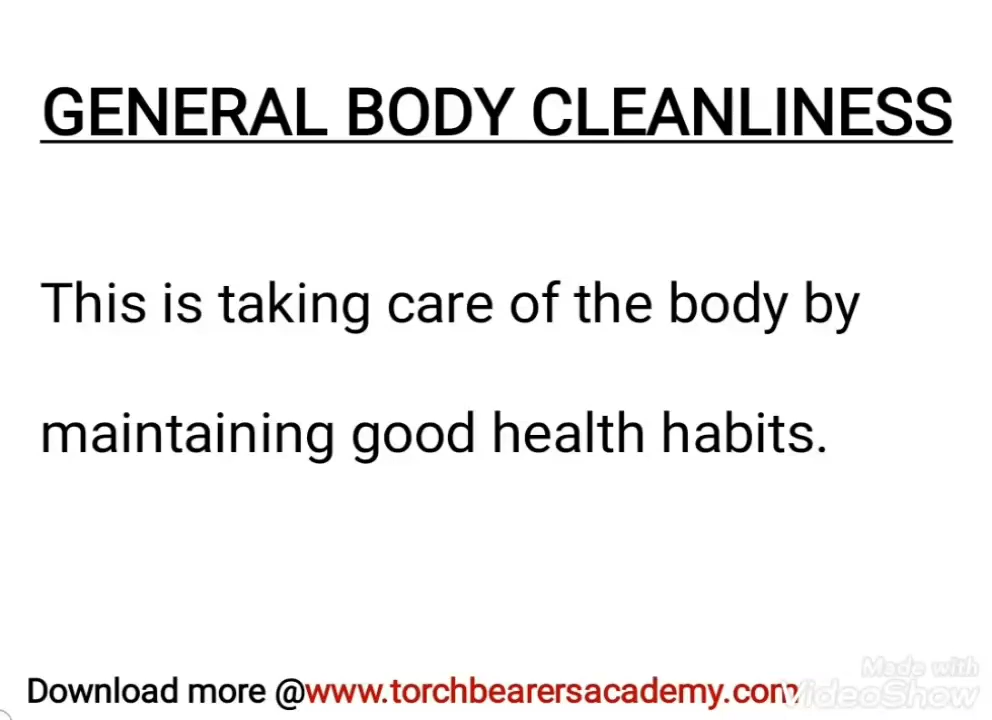 GENERAL BODY CLEANLINESS
This is taking care of the body by
maintaining good health habits.
Download more @www.torchbearersacademy.com
Made with
VideoShow